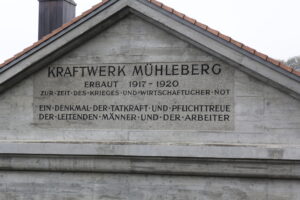 KRAFTWERK MÜHLEBERG
ERBAUT 1917-1920
ZUR·ZEIT·DES·KRIEGES·UND·WIRTSCHAFTLICHER·NOT
EIN·DENKMAL·DER·TATKRAFT·UND·PFLICHTTREUE
DER·LEITENDEN·MÄNNER·UND·DER·ARBEITER